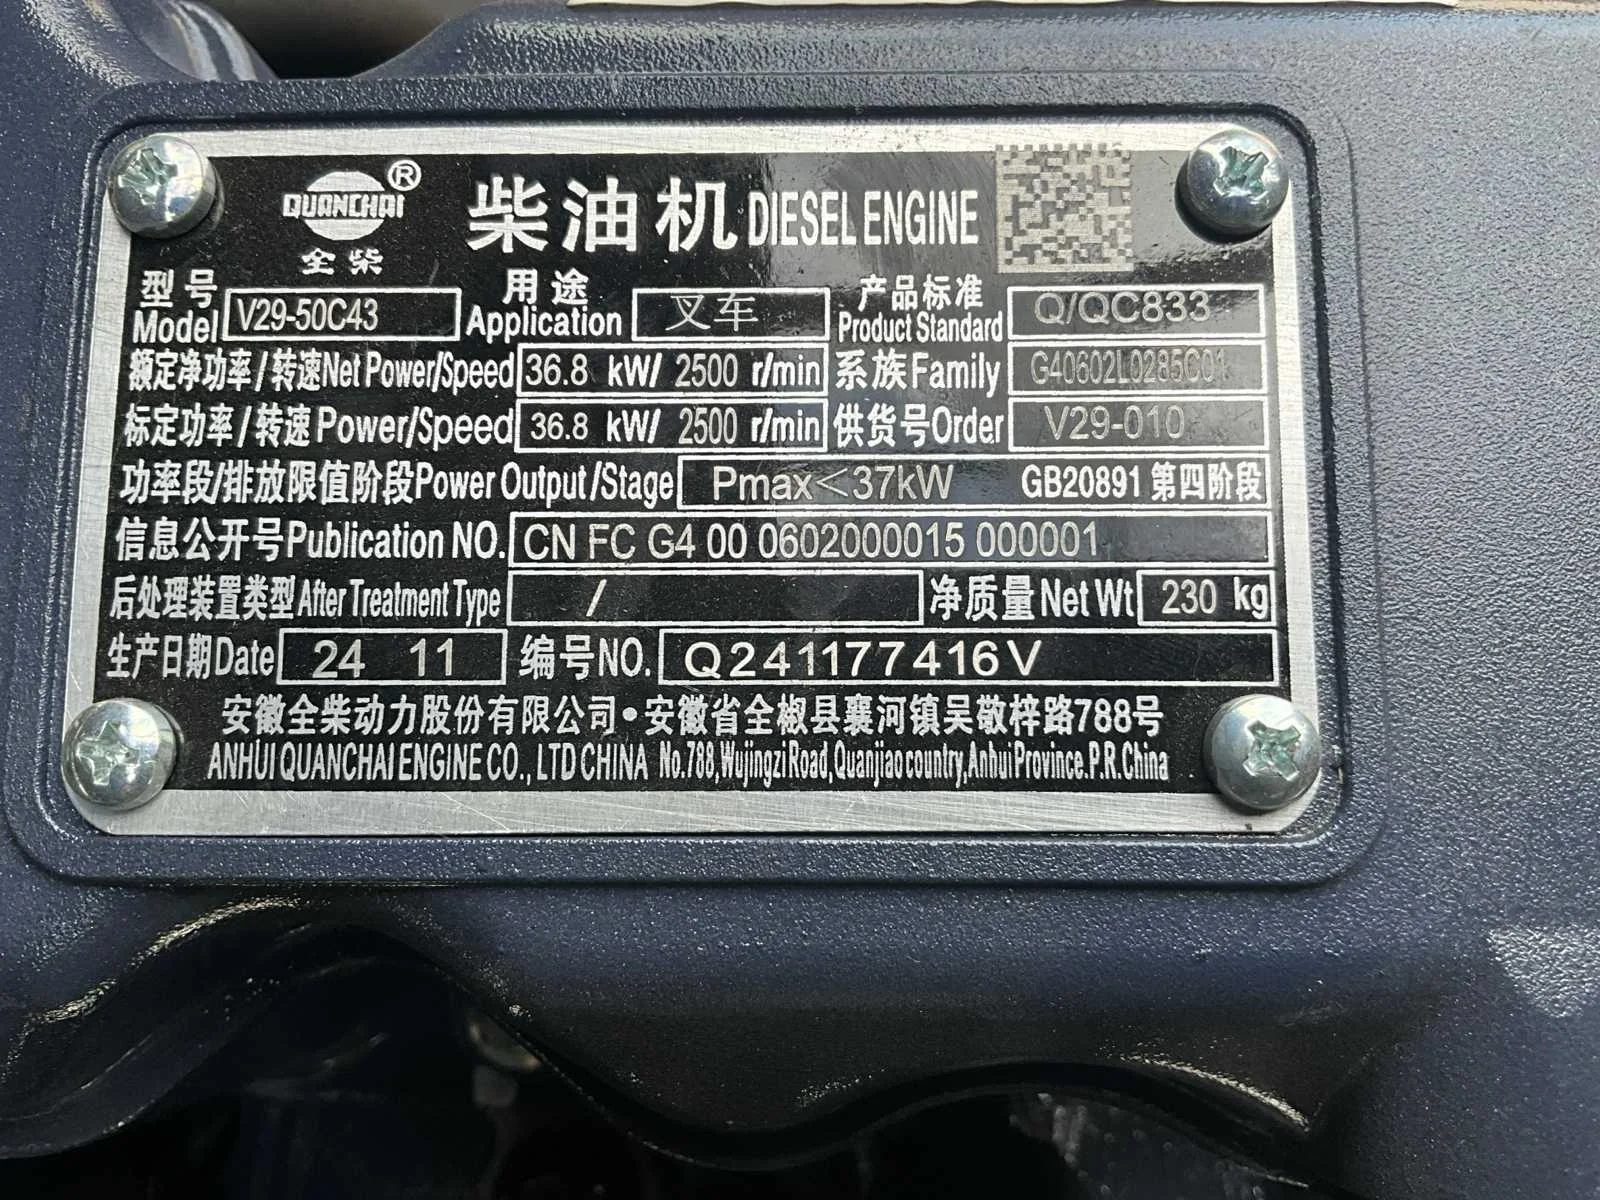 QUANCHAI®
全柴
柴油机 DIESEL ENGINE
型号 Model V29-50C43 用途 Application 叉车 产品标准 Product Standard Q/QC833
额定净功率/转速 Net Power/Speed 36.8 kW/ 2500 r/min 系族 Family G40602L0285C01
标定功率/转速 Power/Speed 36.8 kW/ 2500 r/min 供货号 Order V29-010
功率段/排放限值阶段 Power Output/Stage Pmax＜37kW GB20891 第四阶段
信息公开号 Publication NO. CN FC G4 00 0602000015 000001
后处理装置类型 After Treatment Type / 净质量 Net Wt 230 kg
生产日期 Date 24 11 编号 NO. Q241177416V
安徽全柴动力股份有限公司·安徽省全椒县襄河镇吴敬梓路788号
ANHUI QUANCHAI ENGINE CO., LTD CHINA No.788,Wujingzi Road,Quanjiao country,Anhui Province.P.R.China